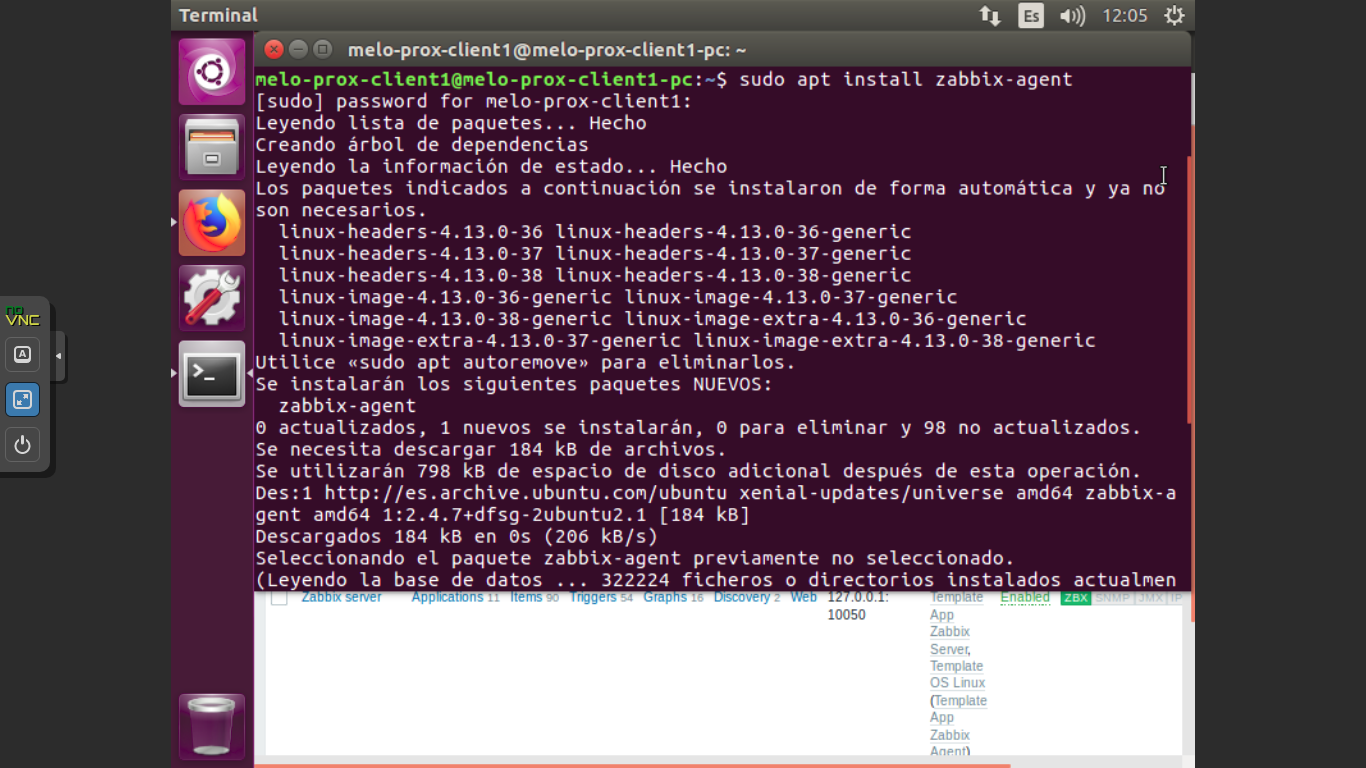 Terminal
Es
12:05
melo-prox-client1@melo-prox-client1-pc: ~
melo-prox-client1@melo-prox-client1-pc:~$ sudo apt install zabbix-agent
[sudo] password for melo-prox-client1:
Leyendo lista de paquetes... Hecho
Creando árbol de dependencias
Leyendo la información de estado... Hecho
Los paquetes indicados a continuación se instalaron de forma automática y ya no
son necesarios.
linux-headers-4.13.0-36 linux-headers-4.13.0-36-generic
linux-headers-4.13.0-37 linux-headers-4.13.0-37-generic
linux-headers-4.13.0-38 linux-headers-4.13.0-38-generic
linux-image-4.13.0-36-generic linux-image-4.13.0-37-generic
linux-image-4.13.0-38-generic linux-image-extra-4.13.0-36-generic
linux-image-extra-4.13.0-37-generic linux-image-extra-4.13.0-38-generic
Utilice «sudo apt autoremove» para eliminarlos.
Se instalarán los siguientes paquetes NUEVOS:
zabbix-agent
0 actualizados, 1 nuevos se instalarán, 0 para eliminar y 98 no actualizados.
Se necesita descargar 184 kB de archivos.
Se utilizarán 798 kB de espacio de disco adicional después de esta operación.
Des:1 http://es.archive.ubuntu.com/ubuntu xenial-updates/universe amd64 zabbix-a
gent amd64 1:2.4.7+dfsg-2ubuntu2.1 [184 kB]
Descargados 184 kB en 0s (206 kB/s)
Seleccionando el paquete zabbix-agent previamente no seleccionado.
(Leyendo la base de datos ... 322224 ficheros o directorios instalados actualmen
Zabbix server Applications 11 Items 90 Triggers 54 Graphs 16 Discovery 2 Web 127.0.0.1: Template Enabled ZBX SNMP JMX IP
10050 App
Zabbix
Server,
Template
OS Linux
(Template
App
Zabbix
Agent)
no
VNC
A